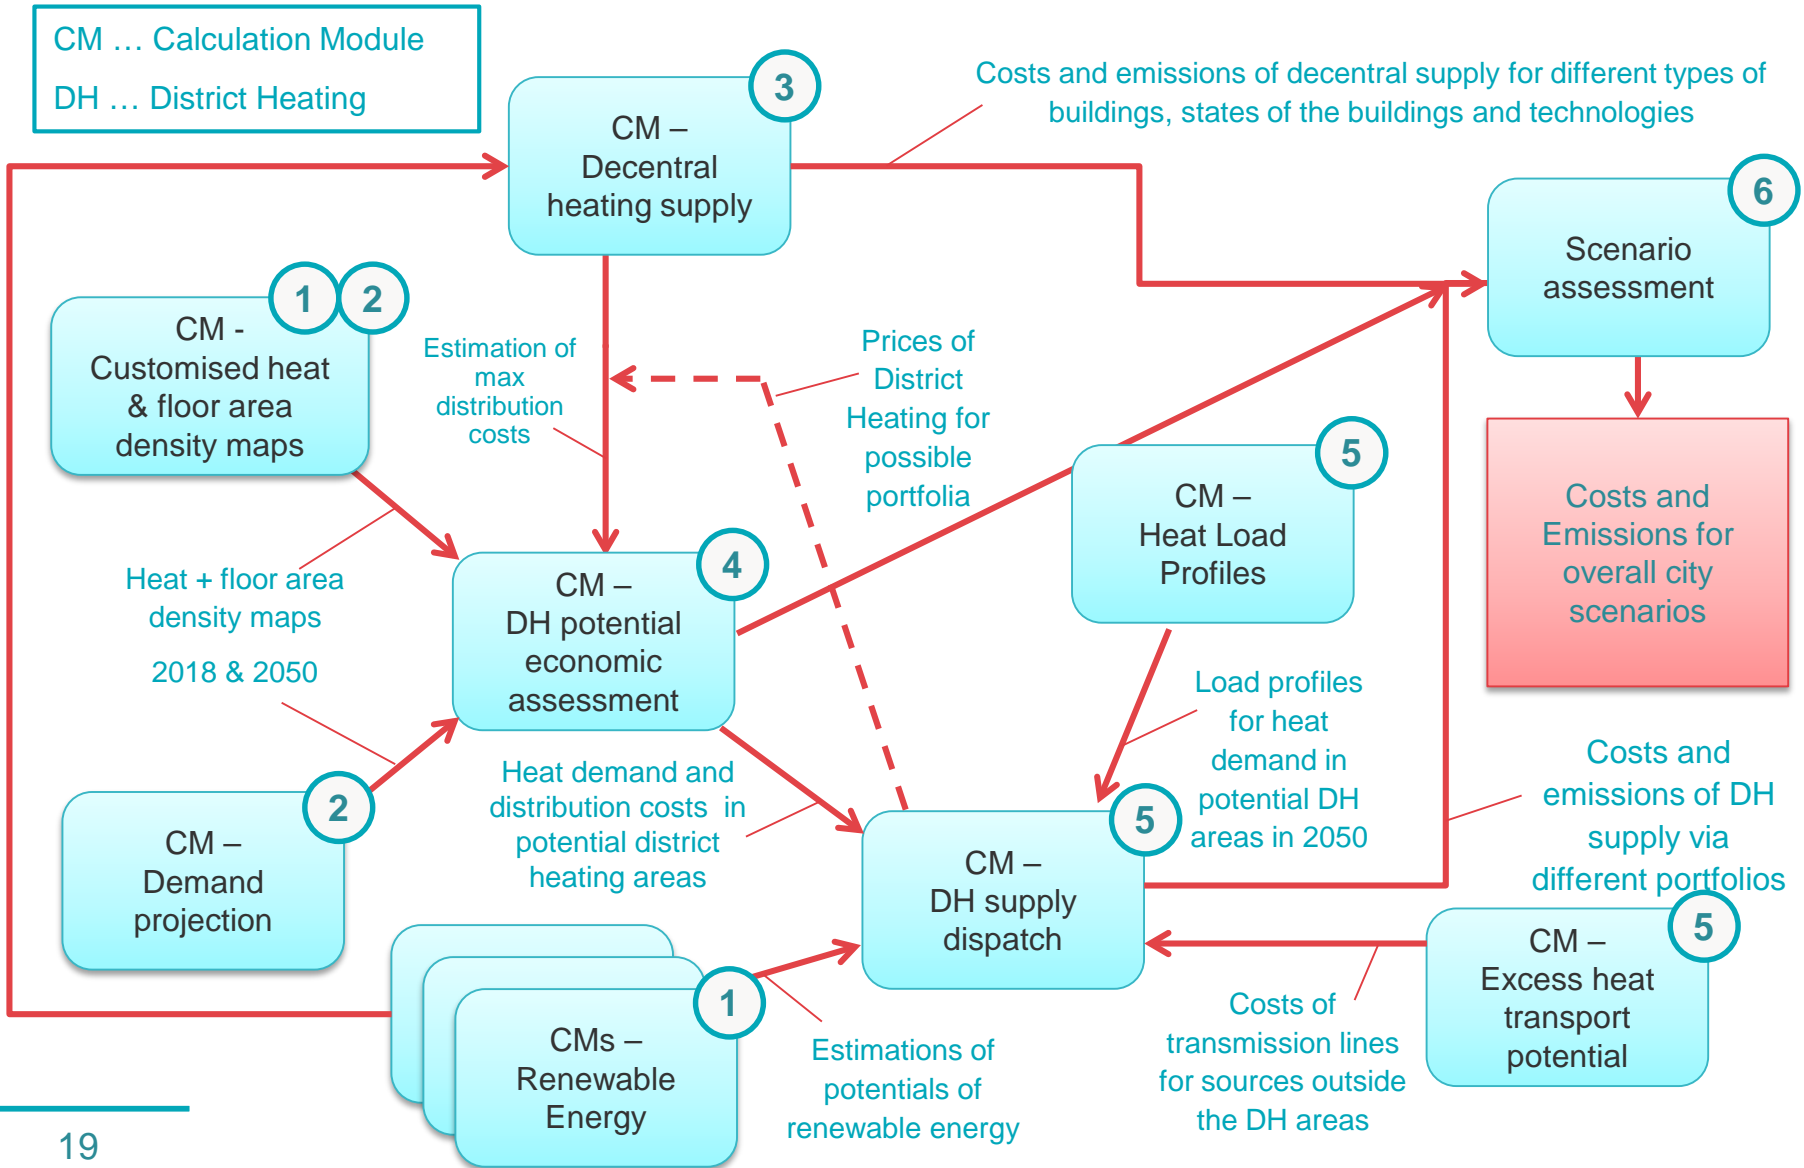 CM … Calculation Module
DH … District Heating
3
CM –
Decentral
heating supply
Costs and emissions of decentral supply for different types of
buildings, states of the buildings and technologies
6
Scenario
assessment
1
2
CM -
Customised heat
& floor area
density maps
Estimation of
max
distribution
costs
Prices of
District
Heating for
possible
portfolia
5
CM –
Heat Load
Profiles
Costs and
Emissions for
overall city
scenarios
Heat + floor area
density maps
2018 & 2050
4
CM –
DH potential
economic
assessment
Load profiles
for heat
demand in
potential DH
areas in 2050
2
CM –
Demand
projection
Heat demand and
distribution costs in
potential district
heating areas
5
CM –
DH supply
dispatch
Costs and
emissions of DH
supply via
different portfolios
1
CMs –
Renewable
Energy
Estimations of
potentials of
renewable energy
Costs of
transmission lines
for sources outside
the DH areas
5
CM –
Excess heat
transport
potential
19